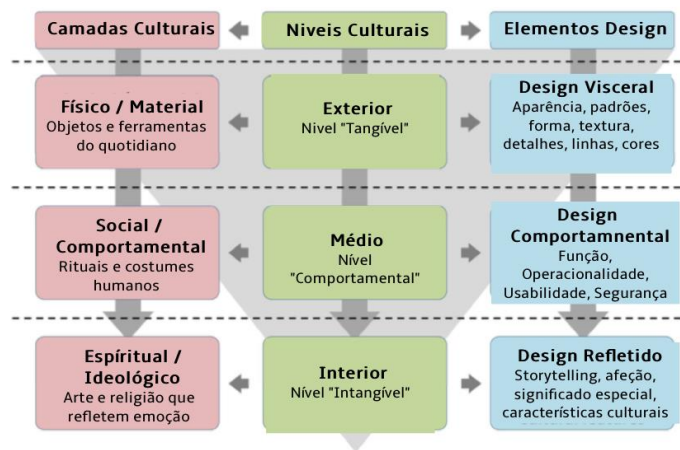 Camadas Culturais
Niveis Culturais
Elementos Design
Físico / Material
Objetos e ferramentas
do quotidiano
Exterior
Nivel "Tangível"
Design Visceral
Aparência, padrões,
forma, textura,
detalhes, linhas, cores
Social /
Comportamental
Rituais e costumes
humanos
Médio
Nível
"Comportamental"
Design
Comportamnental
Função,
Operacionalidade,
Usabilidade, Segurança
Espíritual /
Ideológico
Arte e religião que
refletem emoção
Interior
Nível "Intangível"
Design Refletido
Storytelling, afeção,
significado especial,
características culturais